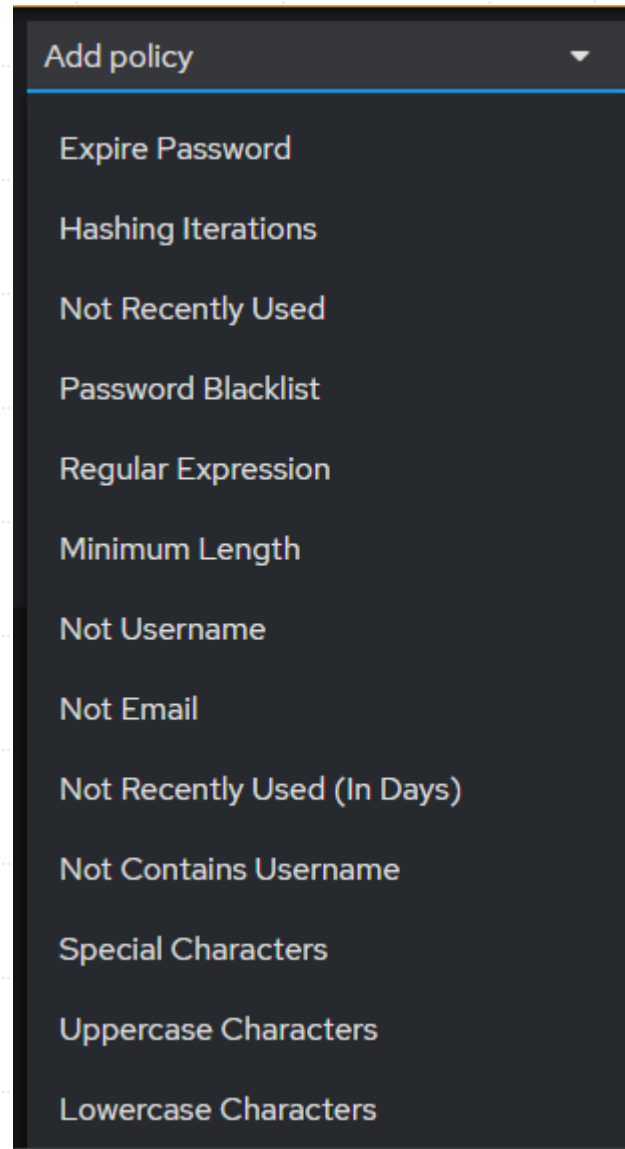 Add policy
Expire Password
Hashing Iterations
Not Recently Used
Password Blacklist
Regular Expression
Minimum Length
Not Username
Not Email
Not Recently Used (In Days)
Not Contains Username
Special Characters
Uppercase Characters
Lowercase Characters